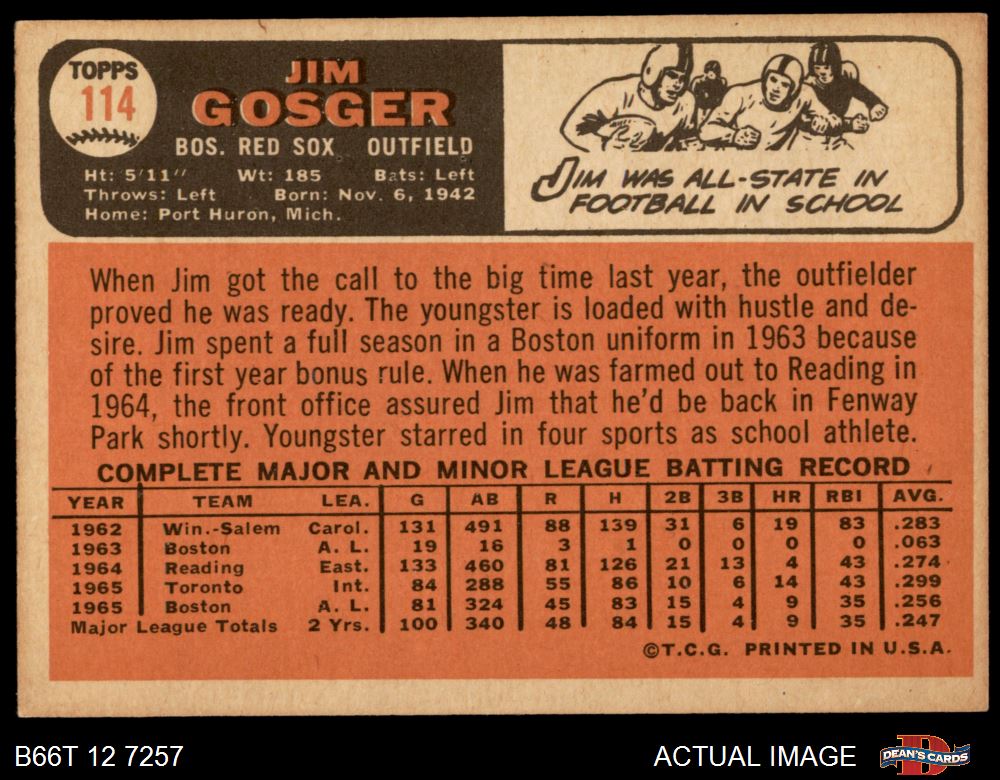 TOPPS
114
JIM
GOSGER
BOS. RED SOX OUTFIELD
Ht: 5'11" Wt: 185 Bats: Left
Throws: Left Born: Nov. 6, 1942
Home: Port Huron, Mich.
JIM WAS ALL-STATE IN
FOOTBALL IN SCHOOL
When Jim got the call to the big time last year, the outfielder
proved he was ready. The youngster is loaded with hustle and de-
sire. Jim spent a full season in a Boston uniform in 1963 because
of the first year bonus rule. When he was farmed out to Reading in
1964, the front office assured Jim that he'd be back in Fenway
Park shortly. Youngster starred in four sports as school athlete.
COMPLETE MAJOR AND MINOR LEAGUE BATTING RECORD
YEAR TEAM LEA. G AB R H 2B 3B HR RBI AVG.
1962 Win.-Salem Carol. 131 491 88 139 31 6 19 83 .283
1963 Boston A. L. 19 16 3 1 0 0 0 0 .063
1964 Reading East. 133 460 81 126 21 13 4 43 .274
1965 Toronto Int. 84 288 55 86 10 6 14 43 .299
1965 Boston A. L. 81 324 45 83 15 4 9 35 .256
Major League Totals 2 Yrs. 100 340 48 84 15 4 9 35 .247
©T.C.G. PRINTED IN U.S.A.
B66T 12 7257
ACTUAL IMAGE
DEAN'S CARDS